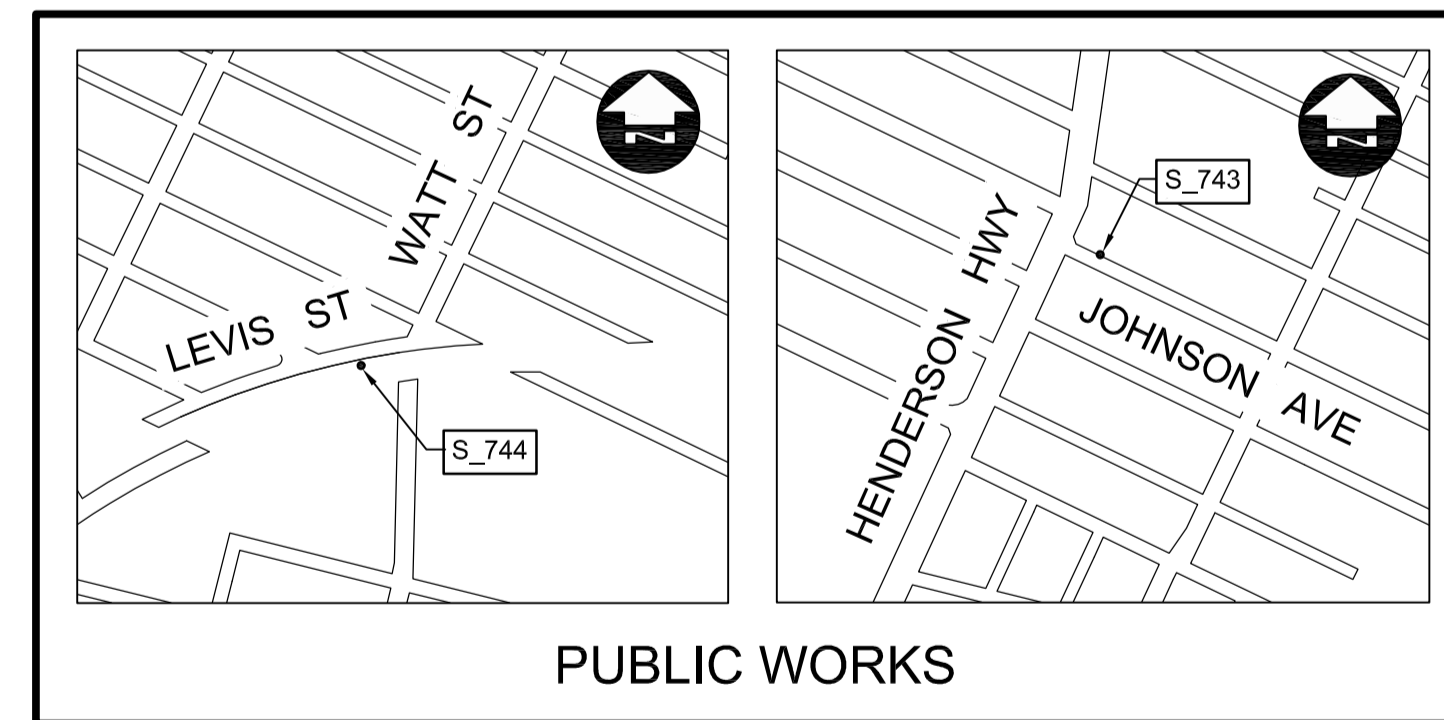 WATT ST
LEVIS ST
S_744
N
S_743
HENDERSON HWY
JOHNSON AVE
N
PUBLIC WORKS